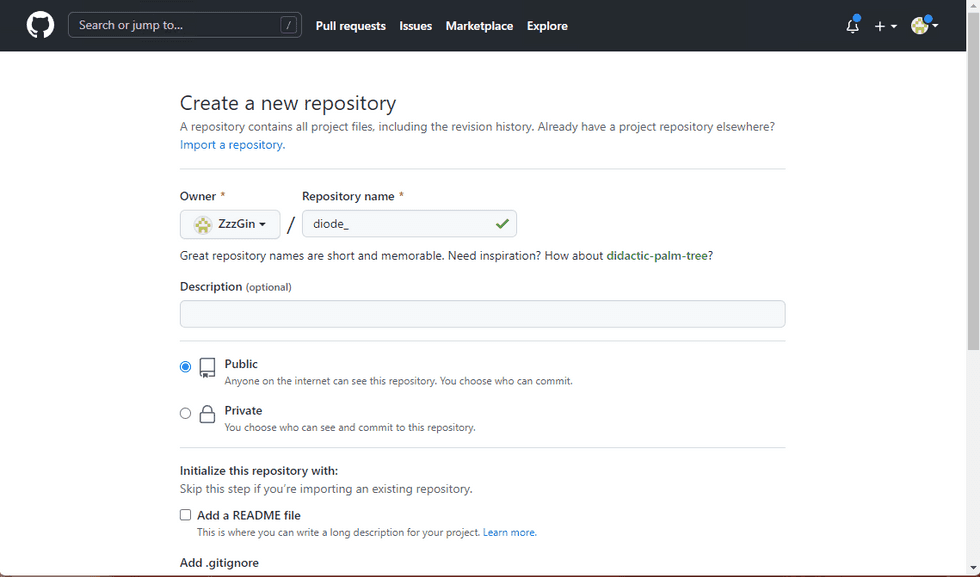 Search or jump to... /
Pull requests Issues Marketplace Explore
Create a new repository
A repository contains all project files, including the revision history. Already have a project repository elsewhere?
Import a repository.
Owner * Repository name *
ZzzGin / diode_
Great repository names are short and memorable. Need inspiration? How about didactic-palm-tree?
Description (optional)
Public
Anyone on the internet can see this repository. You choose who can commit.
Private
You choose who can see and commit to this repository.
Initialize this repository with:
Skip this step if you're importing an existing repository.
Add a README file
This is where you can write a long description for your project. Learn more.
Add .gitignore